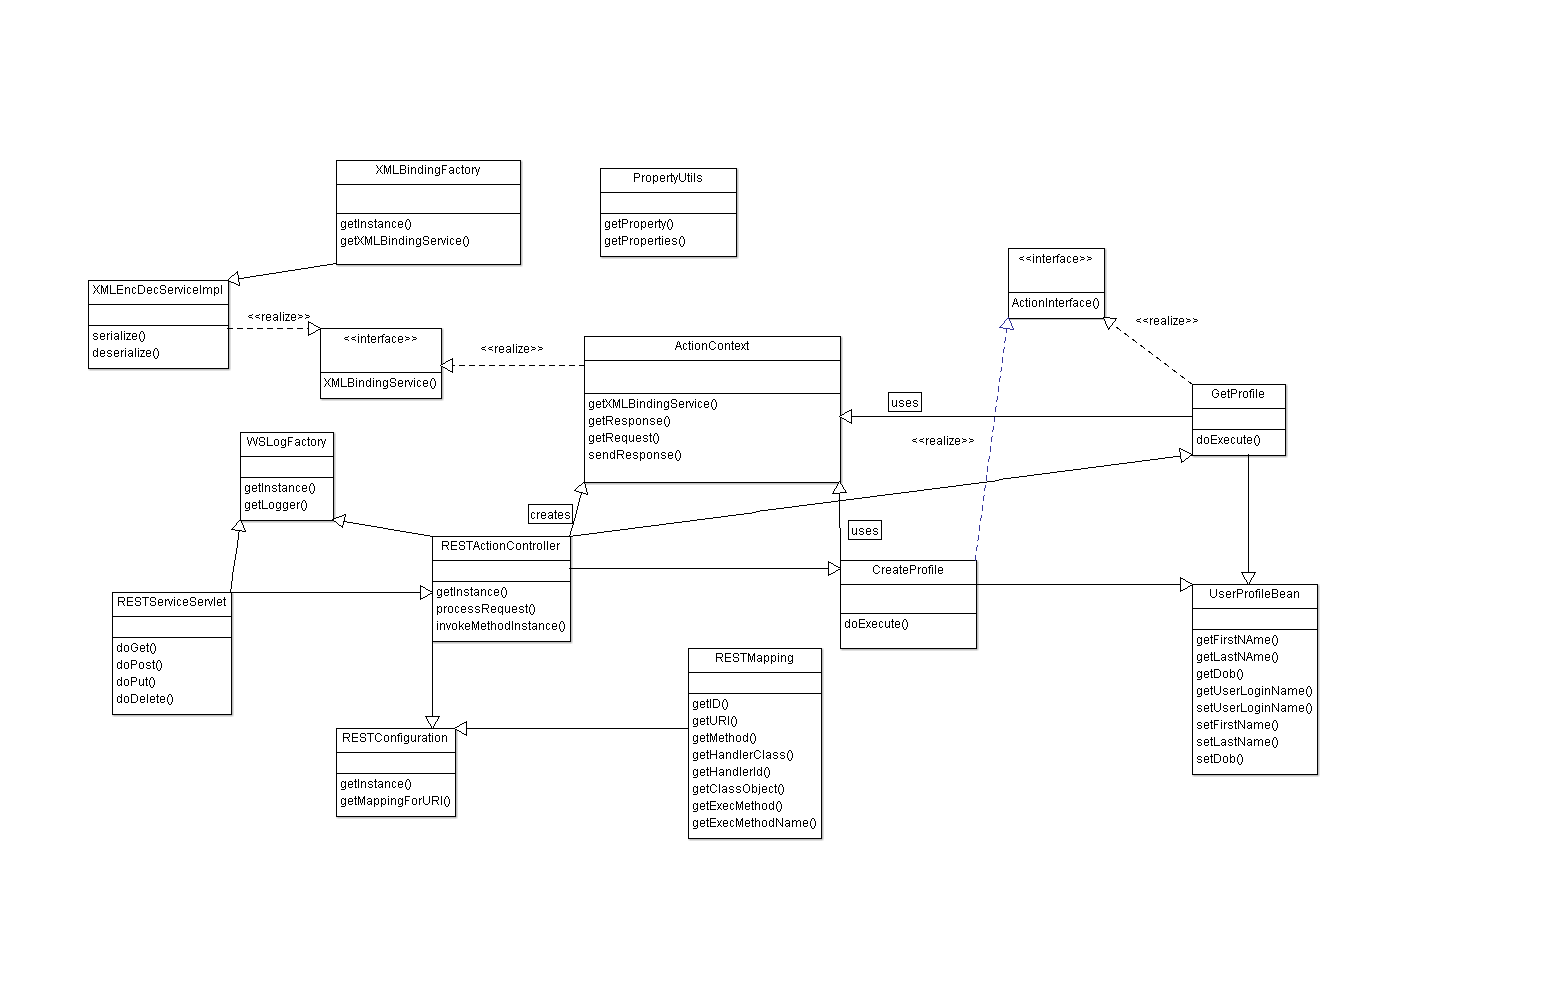 XMLBindingFactory
getInstance()
getXMLBindingService()
PropertyUtils
getProperty()
getProperties()
<<interface>>
ActionInterface()
XMLEncDecServiceImpl
serialize()
deserialize()
<<realize>>
<<interface>>
XMLBindingService()
<<realize>>
ActionContext
getXMLBindingService()
getResponse()
getRequest()
sendResponse()
<<realize>>
uses
<<realize>>
GetProfile
doExecute()
WSLogFactory
getInstance()
getLogger()
creates
uses
RESTActionController
getInstance()
processRequest()
invokeMethodInstance()
CreateProfile
doExecute()
RESTServiceServlet
doGet()
doPost()
doPut()
doDelete()
UserProfileBean
getFirstNAme()
getLastNAme()
getDob()
getUserLoginName()
setUserLoginName()
setFirstName()
setLastName()
setDob()
RESTMapping
getID()
getURI()
getMethod()
getHandlerClass()
getHandlerId()
getClassObject()
getExecMethod()
getExecMethodName()
RESTConfiguration
getInstance()
getMappingForURI()